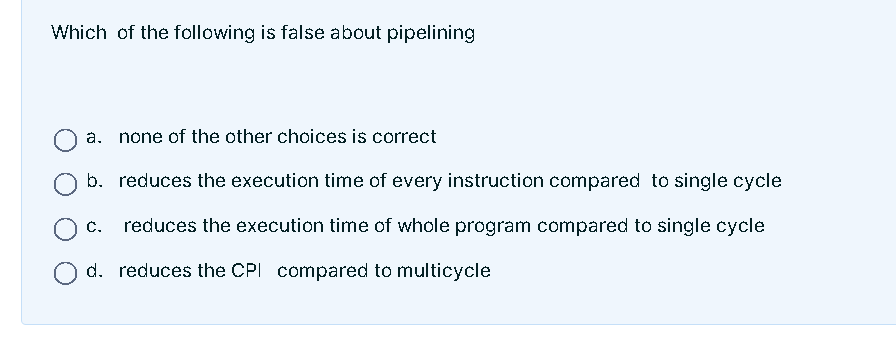 Which of the following is false about pipelining
a. none of the other choices is correct
b. reduces the execution time of every instruction compared to single cycle
c. reduces the execution time of whole program compared to single cycle
d. reduces the CPI compared to multicycle